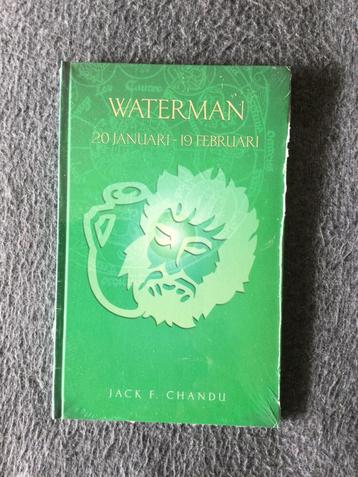 WATERMAN
20 JANUARI - 19 FEBRUARI
JACK F. CHANDU